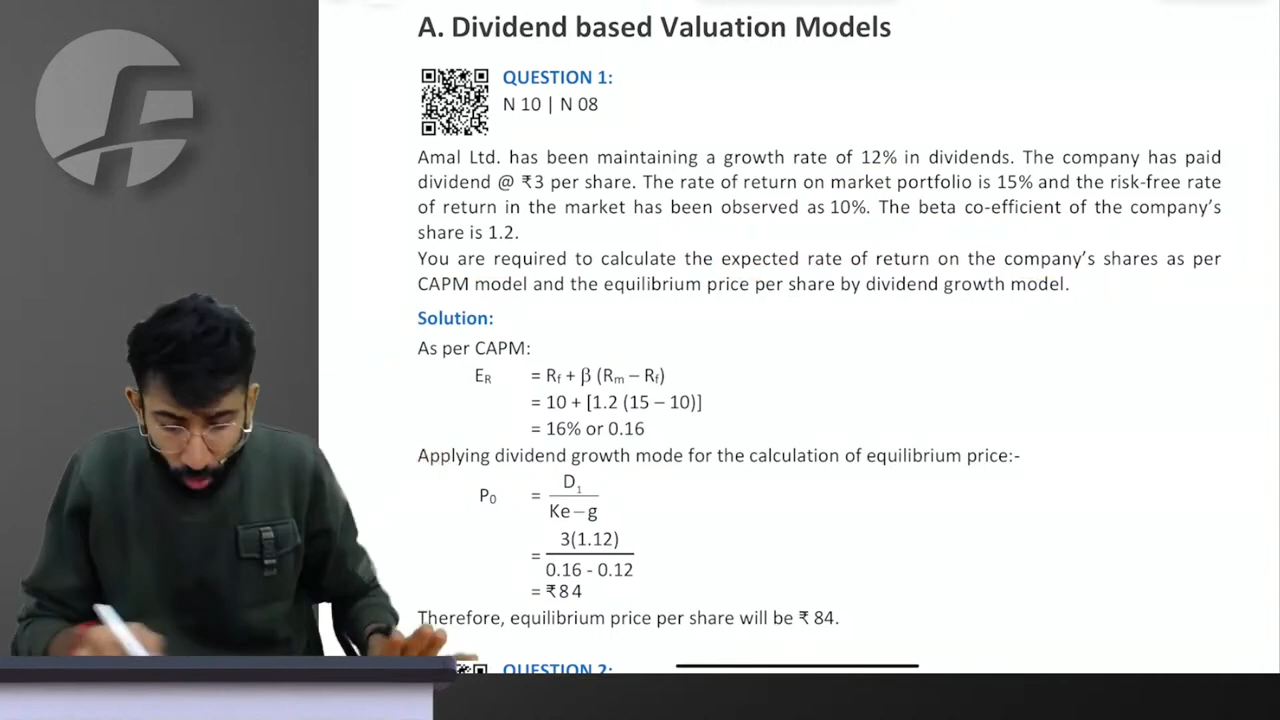 A. Dividend based Valuation Models
QUESTION 1:
N 10 | N 08
Amal Ltd. has been maintaining a growth rate of 12% in dividends. The company has paid
dividend @ ₹3 per share. The rate of return on market portfolio is 15% and the risk-free rate
of return in the market has been observed as 10%. The beta co-efficient of the company's
share is 1.2.
You are required to calculate the expected rate of return on the company's shares as per
CAPM model and the equilibrium price per share by dividend growth model.
Solution:
As per CAPM:
E_R = R_f + β (R_m – R_f)
= 10 + [1.2 (15 – 10)]
= 16% or 0.16
Applying dividend growth mode for the calculation of equilibrium price:-
D₁
P₀ =
Ke – g
3(1.12)
=
0.16 - 0.12
= ₹84
Therefore, equilibrium price per share will be ₹ 84.
QUESTION 2: